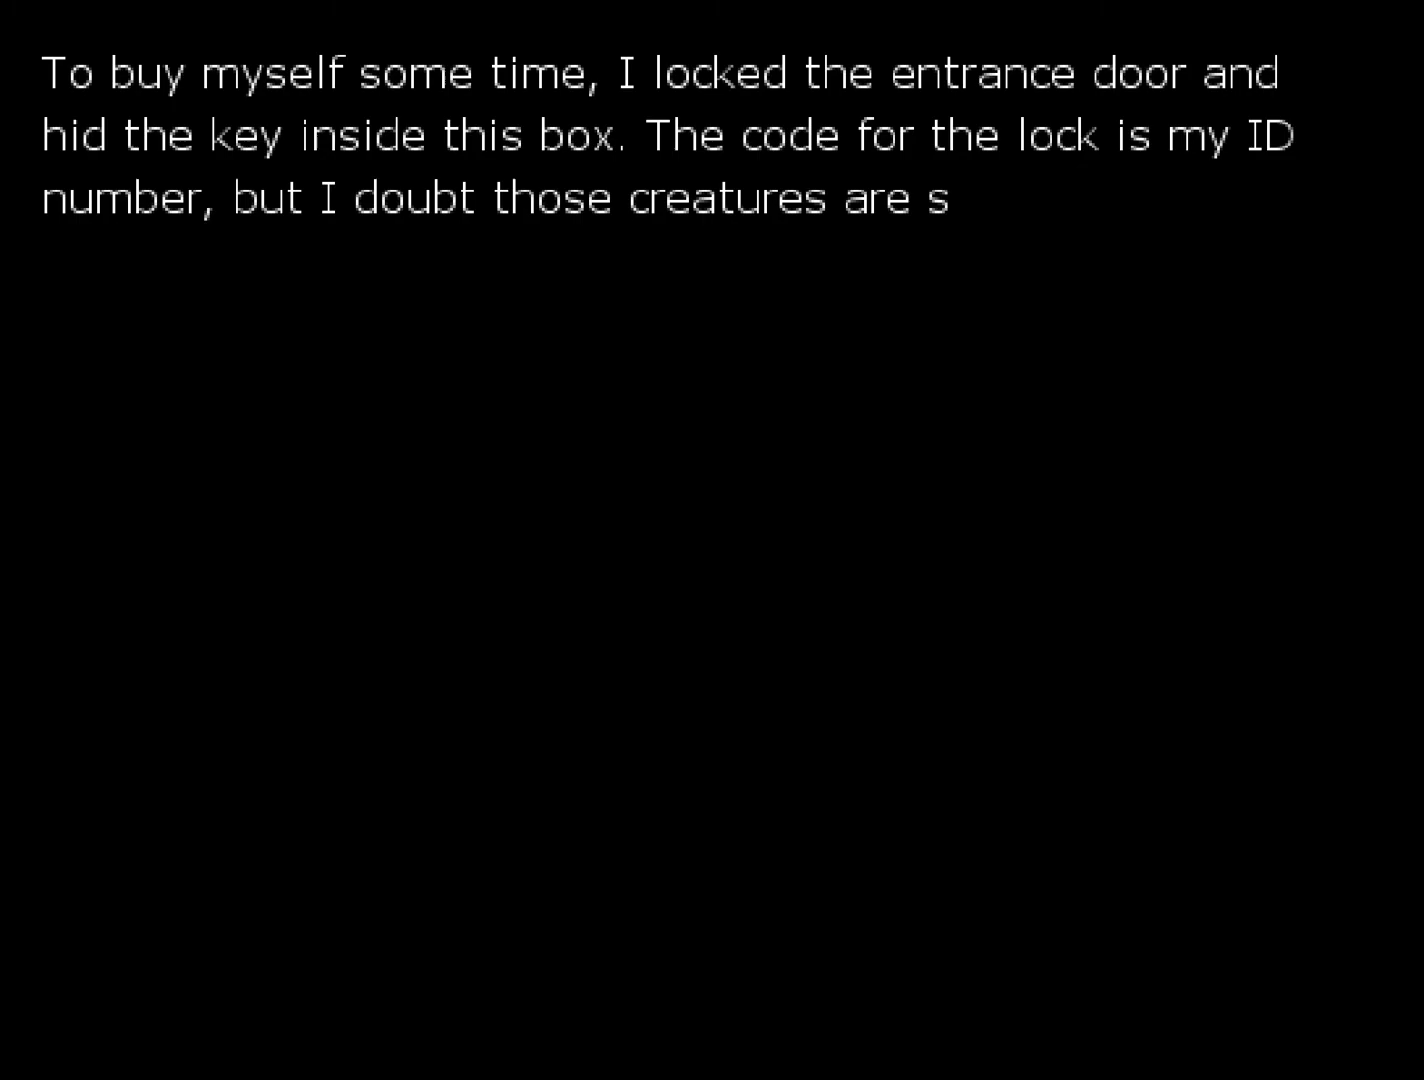 To buy myself some time, I locked the entrance door and
hid the key inside this box. The code for the lock is my ID
number, but I doubt those creatures are s